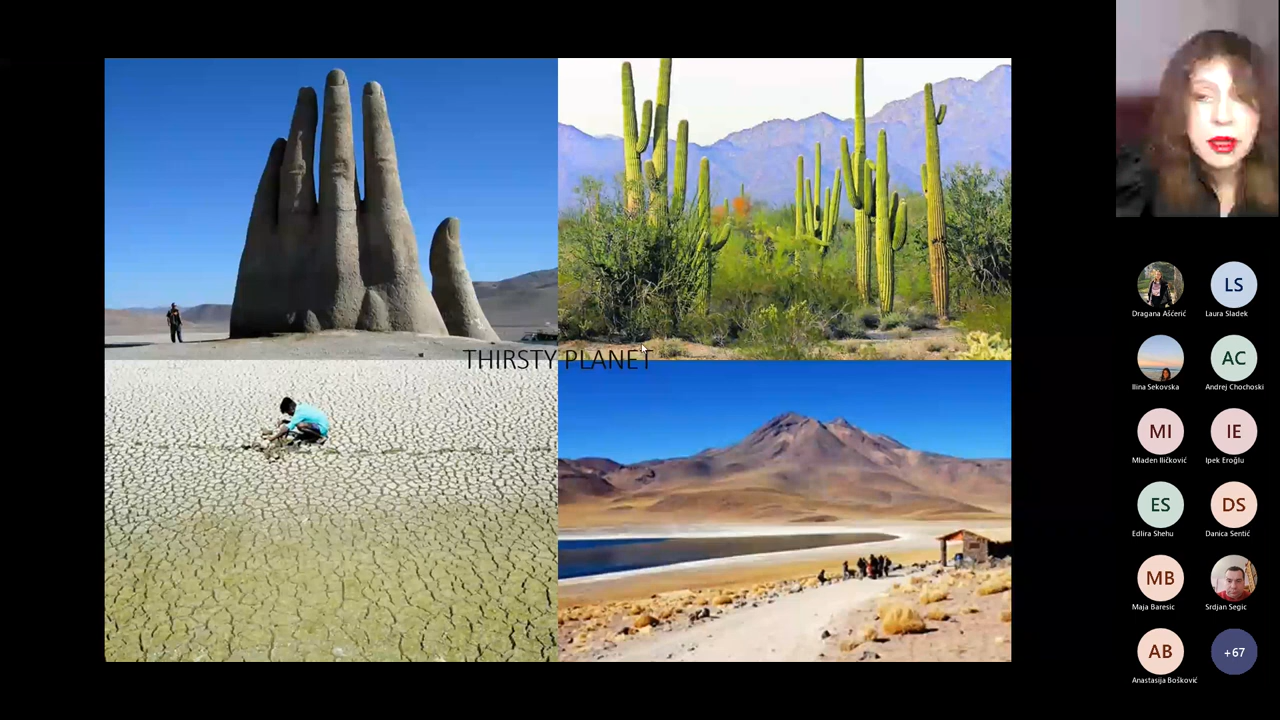 THIRSTY PLANET
LS
Dragana Ašćerić
Laura Sladek
AC
Ilina Sekovska
Andrej Chochoski
MI
IE
Mladen Iličković
Ipek Eroğlu
ES
DS
Edlira Shehu
Danica Sentić
MB
Maja Baresic
Srdjan Segic
AB
+67
Anastasija Bošković